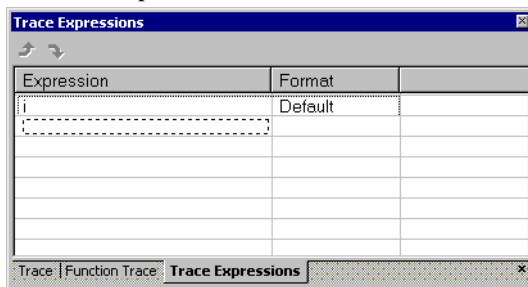 Trace Expressions
Expression Format
i Default
Trace Function Trace Trace Expressions